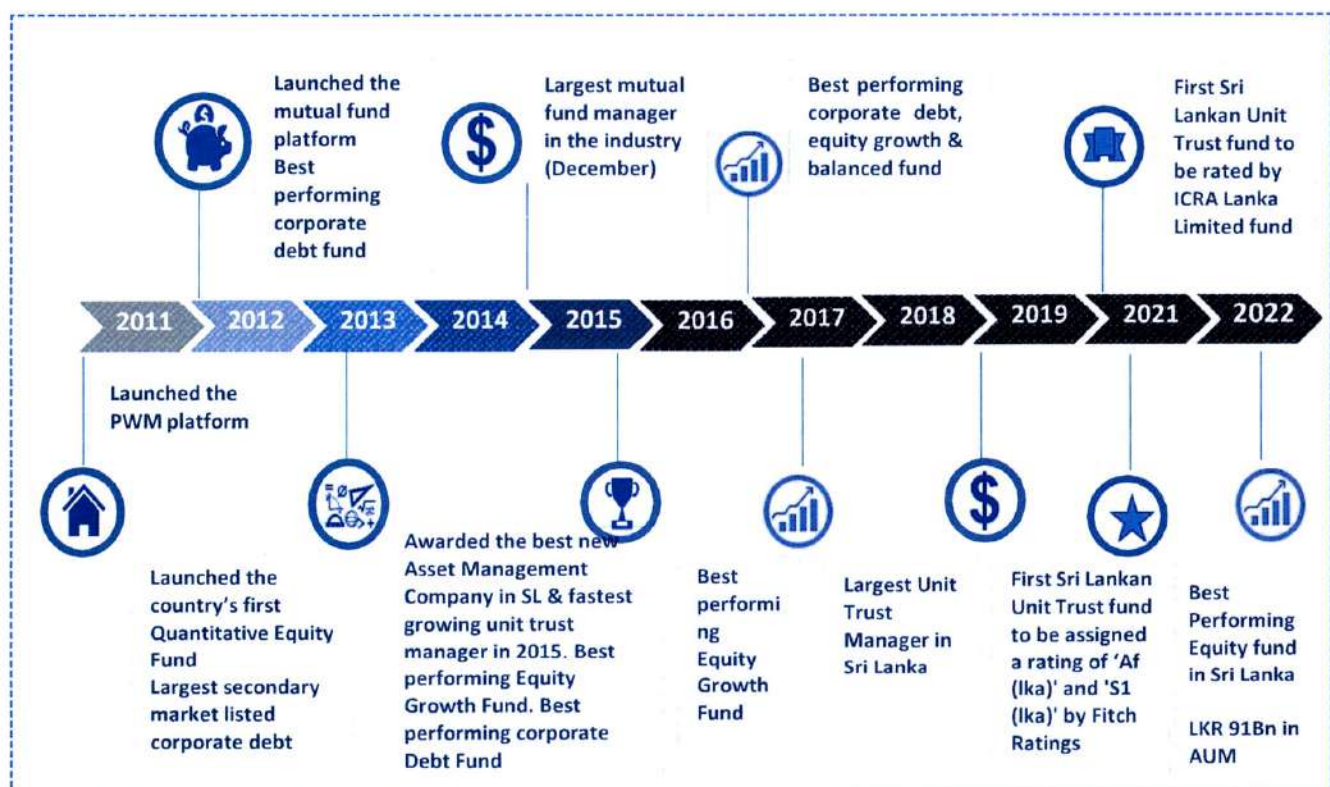 Launched the
mutual fund
platform
Best
performing
corporate
debt fund
Largest mutual
fund manager
in the industry
(December)
Best performing
corporate debt,
equity growth &
balanced fund
First Sri
Lankan Unit
Trust fund to
be rated by
ICRA Lanka
Limited fund
2011 2012 2013 2014 2015 2016 2017 2018 2019 2021 2022
Launched the
PWM platform
Launched the
country's first
Quantitative Equity
Fund
Largest secondary
market listed
corporate debt
Awarded the best new
Asset Management
Company in SL & fastest
growing unit trust
manager in 2015. Best
performing Equity
Growth Fund. Best
performing corporate
Debt Fund
Best
performi
ng
Equity
Growth
Fund
Largest Unit
Trust
Manager in
Sri Lanka
First Sri Lankan
Unit Trust fund
to be assigned
a rating of 'Af
(lka)' and 'S1
(lka)' by Fitch
Ratings
Best
Performing
Equity fund
in Sri Lanka
LKR 91Bn in
AUM